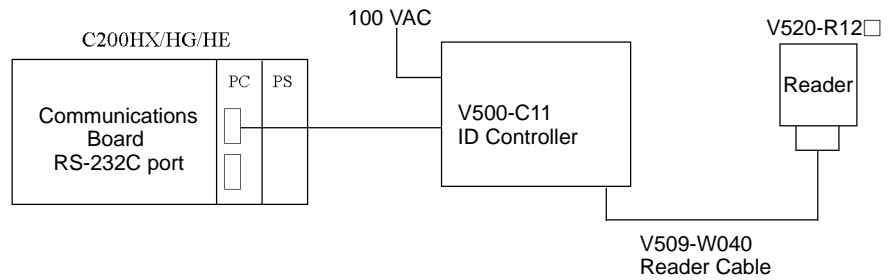 100 VAC
V520-R12□
C200HX/HG/HE
PC PS
Reader
Communications
Board
RS-232C port
V500-C11
ID Controller
V509-W040
Reader Cable